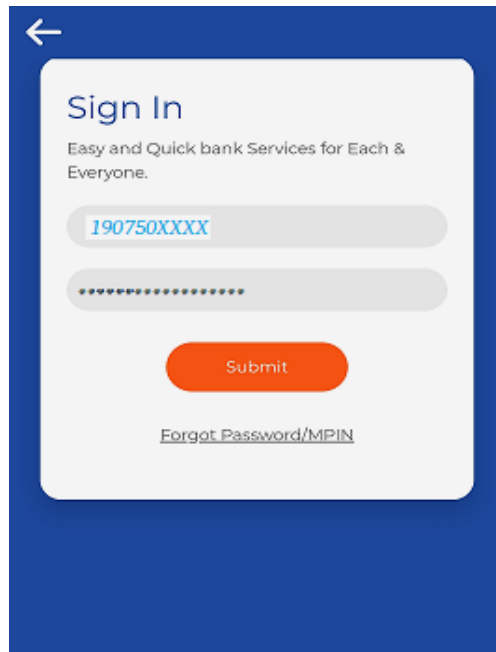 Sign In
Easy and Quick bank Services for Each &
Everyone.
190750XXXX
******************
Submit
Forgot Password/MPIN